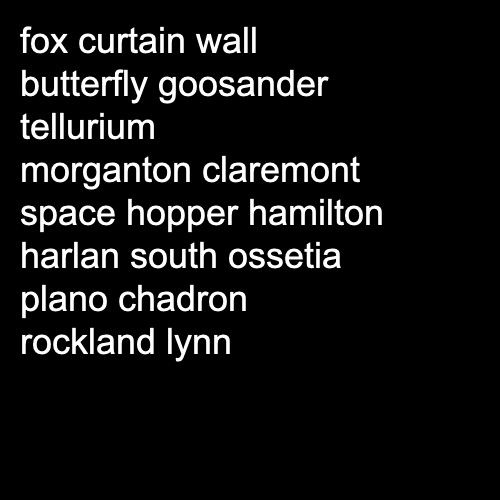 fox curtain wall
butterfly goosander
tellurium
morganton claremont
space hopper hamilton
harlan south ossetia
plano chadron
rockland lynn